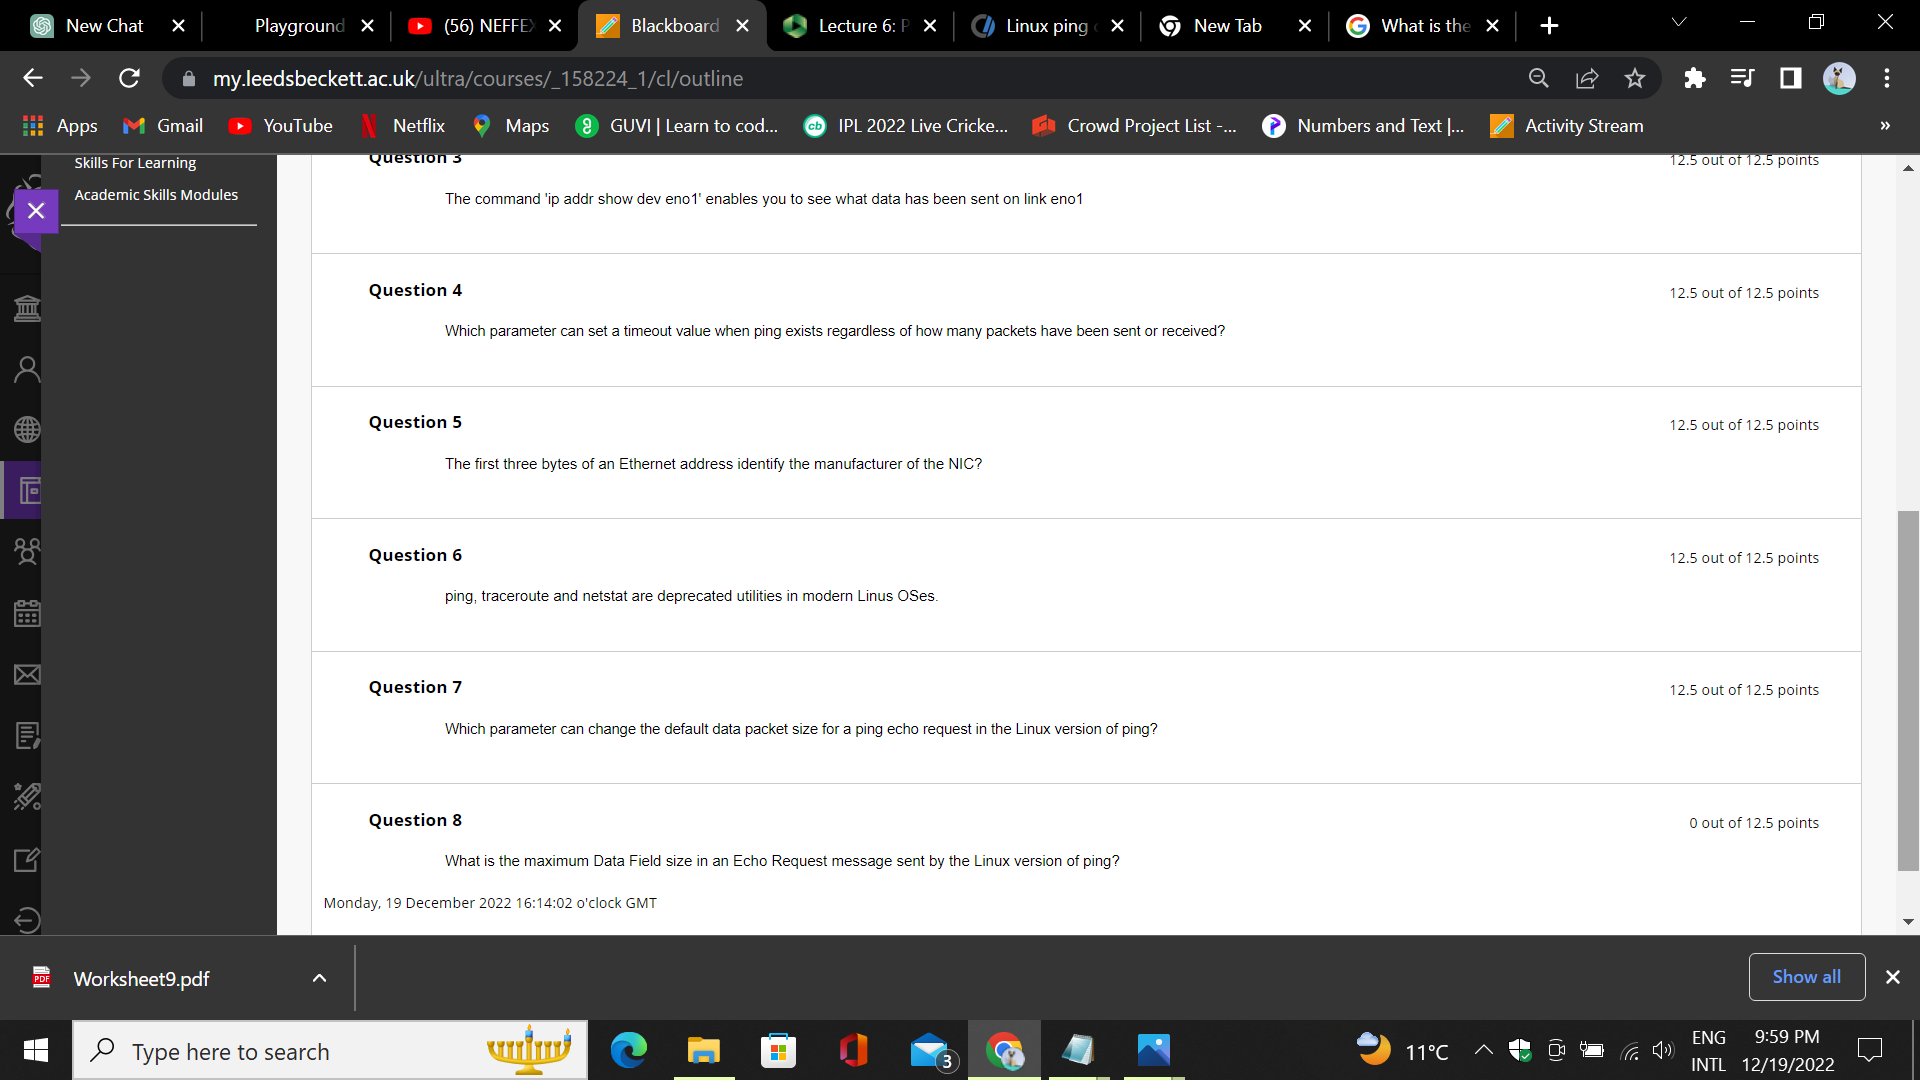 New Chat
Playground
(56) NEFFEX
Blackboard
Lecture 6: P
Linux ping
New Tab
What is the
my.leedsbeckett.ac.uk/ultra/courses/_158224_1/cl/outline
Apps
Gmail
YouTube
Netflix
Maps
GUVI | Learn to cod...
IPL 2022 Live Cricke...
Crowd Project List -...
Numbers and Text |...
Activity Stream
»
Skills For Learning
Academic Skills Modules
Question 3
12.5 out of 12.5 points
The command 'ip addr show dev eno1' enables you to see what data has been sent on link eno1
Question 4
12.5 out of 12.5 points
Which parameter can set a timeout value when ping exists regardless of how many packets have been sent or received?
Question 5
12.5 out of 12.5 points
The first three bytes of an Ethernet address identify the manufacturer of the NIC?
Question 6
12.5 out of 12.5 points
ping, traceroute and netstat are deprecated utilities in modern Linus OSes.
Question 7
12.5 out of 12.5 points
Which parameter can change the default data packet size for a ping echo request in the Linux version of ping?
Question 8
0 out of 12.5 points
What is the maximum Data Field size in an Echo Request message sent by the Linux version of ping?
Monday, 19 December 2022 16:14:02 o'clock GMT
PDF
Worksheet9.pdf
Show all
Type here to search
3
11°C
ENG
INTL
9:59 PM
12/19/2022